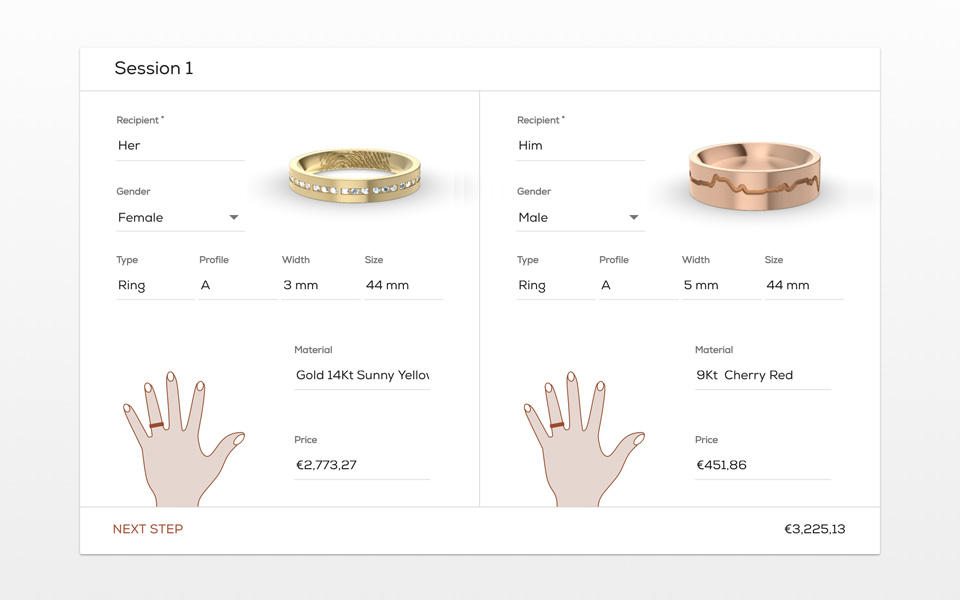 Session 1
Recipient *
Her
Gender
Female
Type Profile Width Size
Ring A 3 mm 44 mm
Material
Gold 14Kt Sunny Yellov
Price
€2,773,27
Recipient *
Him
Gender
Male
Type Profile Width Size
Ring A 5 mm 44 mm
Material
9Kt  Cherry Red
Price
€451,86
NEXT STEP
€3,225,13